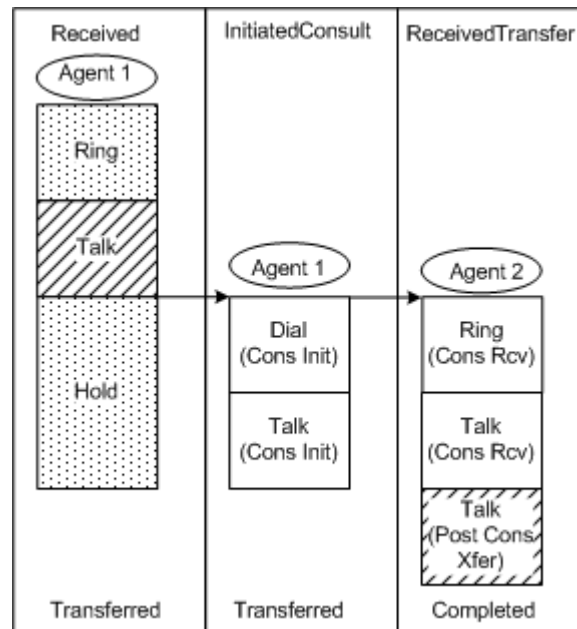 Received
Agent 1
Ring
Talk
Hold
Transferred
InitiatedConsult
Agent 1
Dial
(Cons Init)
Talk
(Cons Init)
Transferred
ReceivedTransfer
Agent 2
Ring
(Cons Rcv)
Talk
(Cons Rcv)
Talk
(Post Cons
Xfer)
Completed